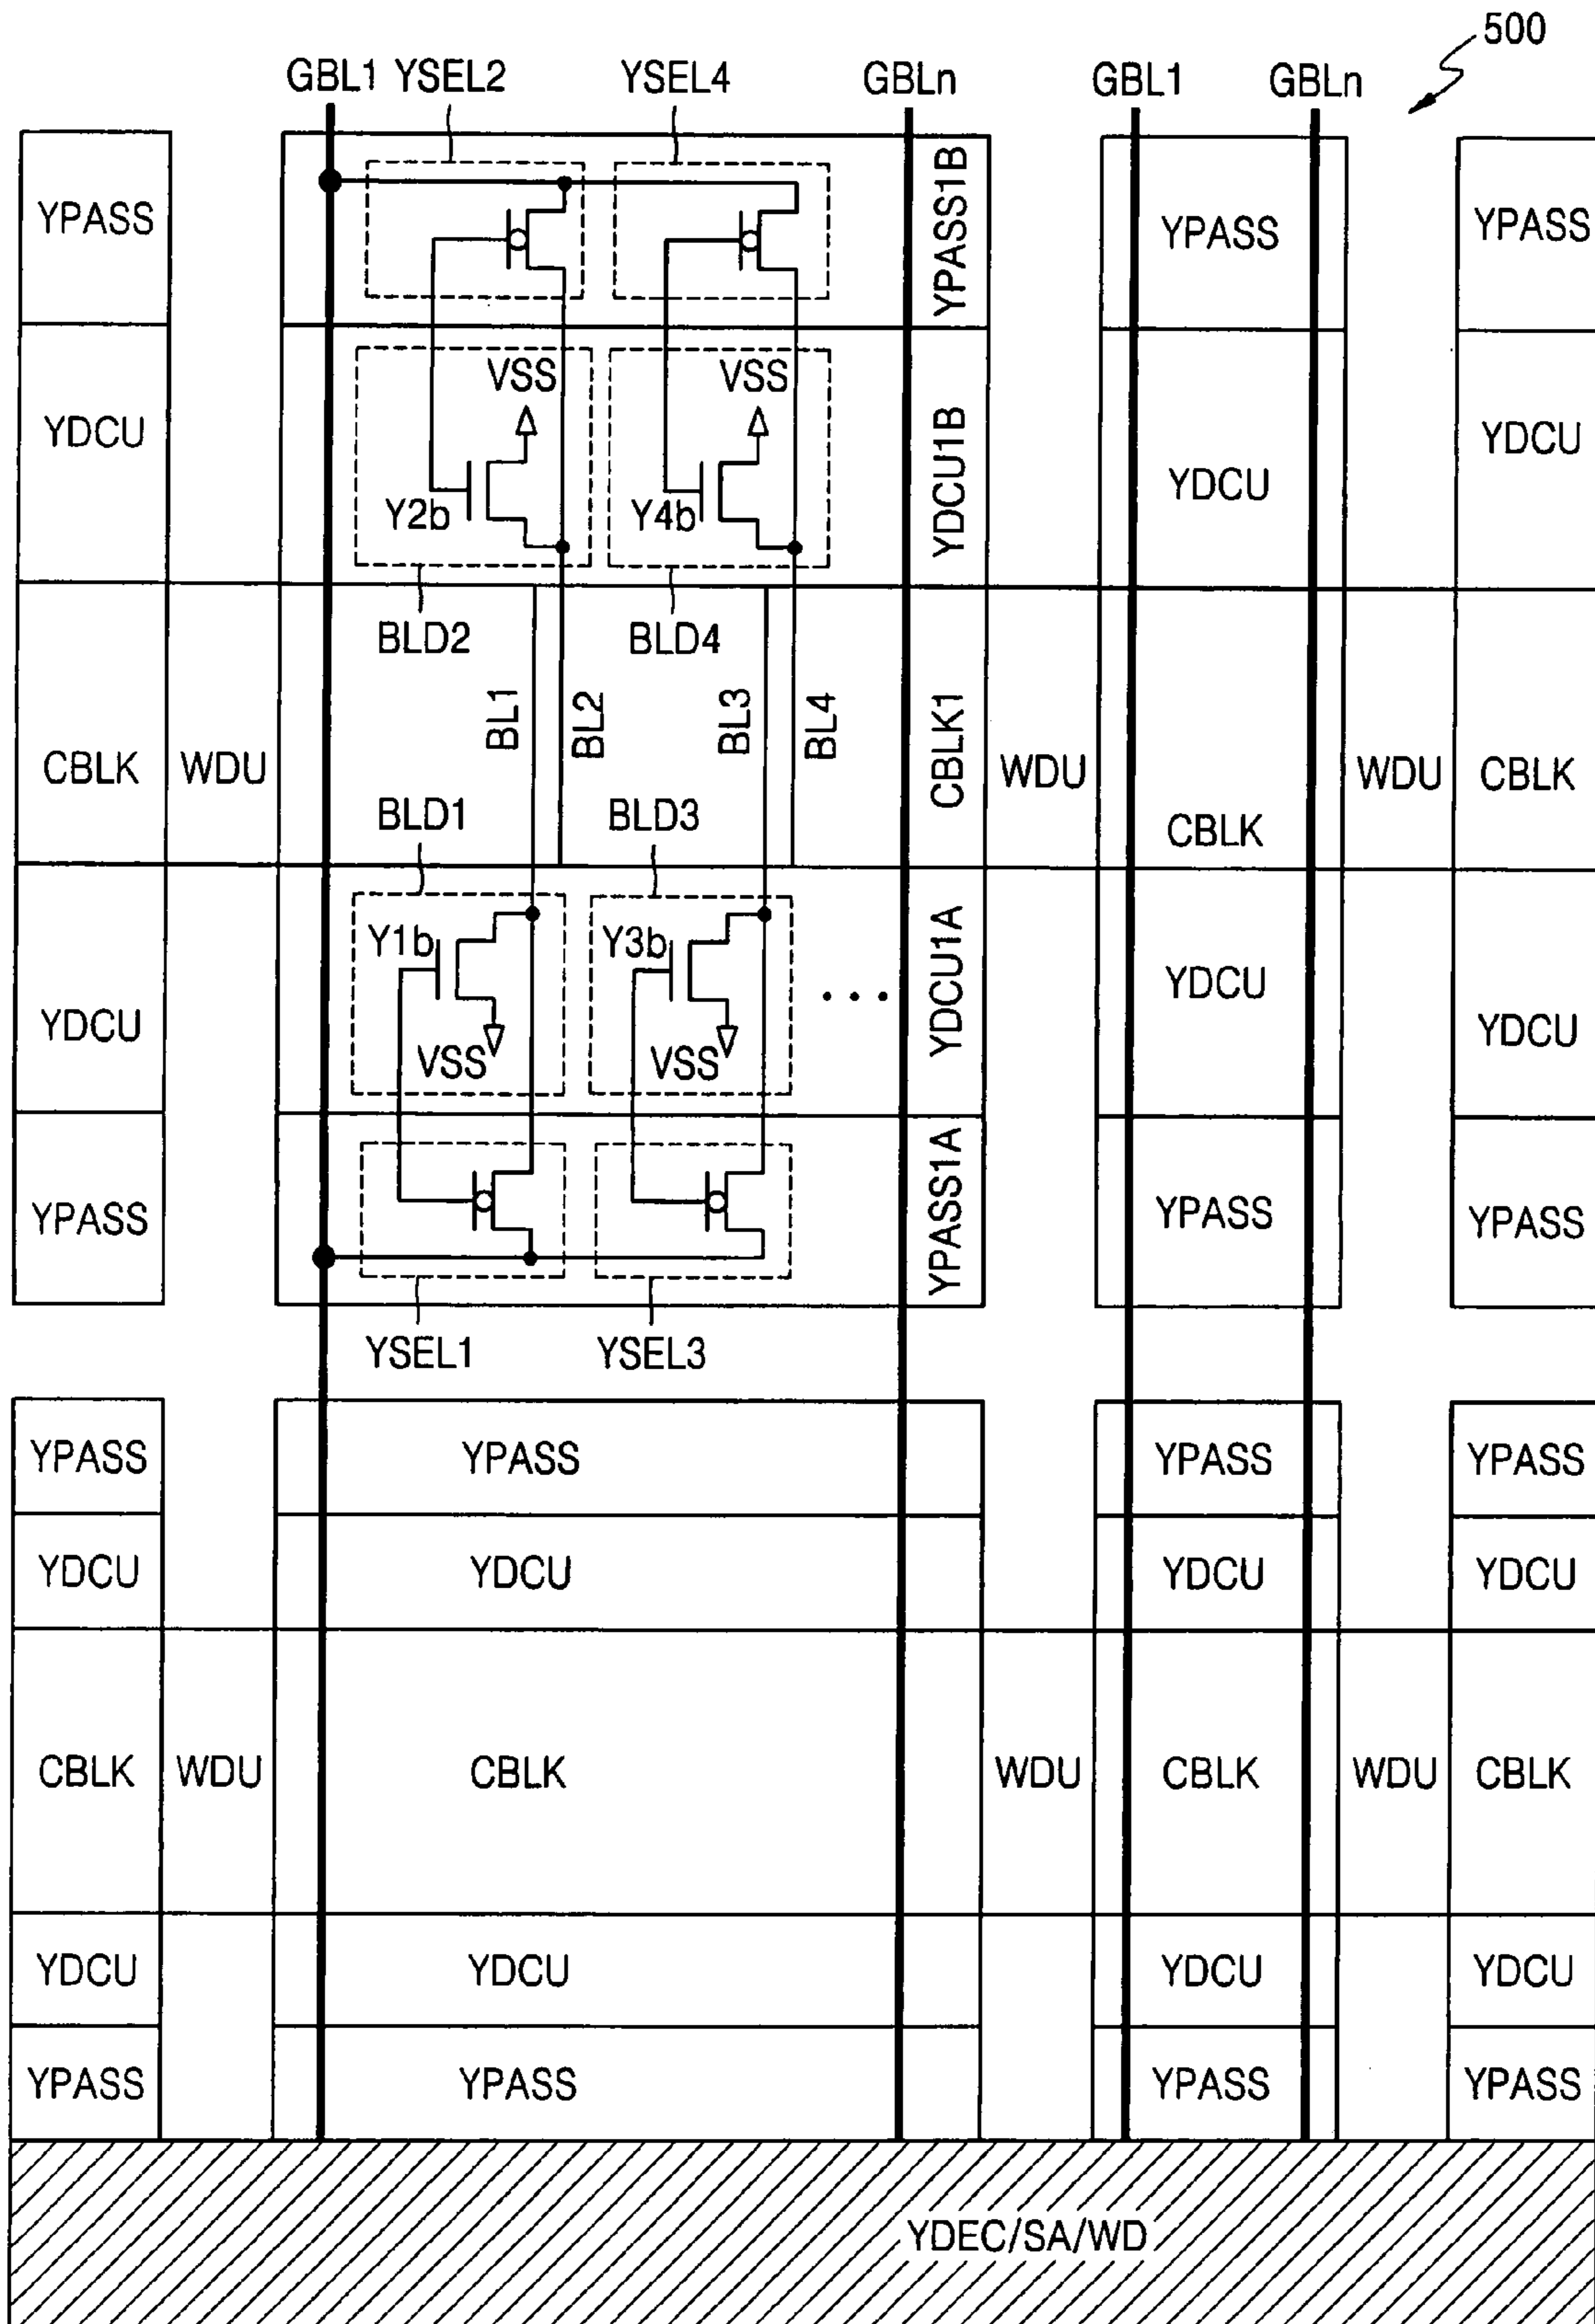 500
GBL1 YSEL2 YSEL4 GBLn GBL1 GBLn
YPASS YPASS1B YPASS YPASS
VSS VSS
YDCU YDCU1B YDCU YDCU
Y2b Y4b
BLD2 BLD4
BL1 BL2 BL3 BL4
CBLK WDU CBLK1 WDU CBLK WDU CBLK
BLD1 BLD3
Y1b Y3b
YDCU YDCU1A YDCU YDCU
...
VSS VSS
YPASS YPASS1A YPASS YPASS
YSEL1 YSEL3
YPASS YPASS YPASS YPASS
YDCU YDCU YDCU YDCU
CBLK WDU CBLK WDU CBLK WDU CBLK
YDCU YDCU YDCU YDCU
YPASS YPASS YPASS YPASS
YDEC/SA/WD